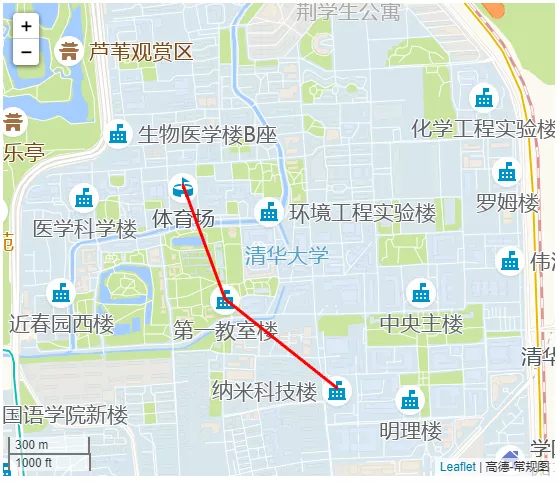 荆学生公寓
+
−
芦苇观赏区
乐亭
生物医学楼B座
化学工程实验楼
罗姆楼
医学科学楼
体育场
环境工程实验楼
苑
清华大学
伟清
近春园西楼
第一教室楼
中央主楼
清华
纳米科技楼
国语学院新楼
明理楼
300 m
1000 ft
Leaflet | 高德-常规图